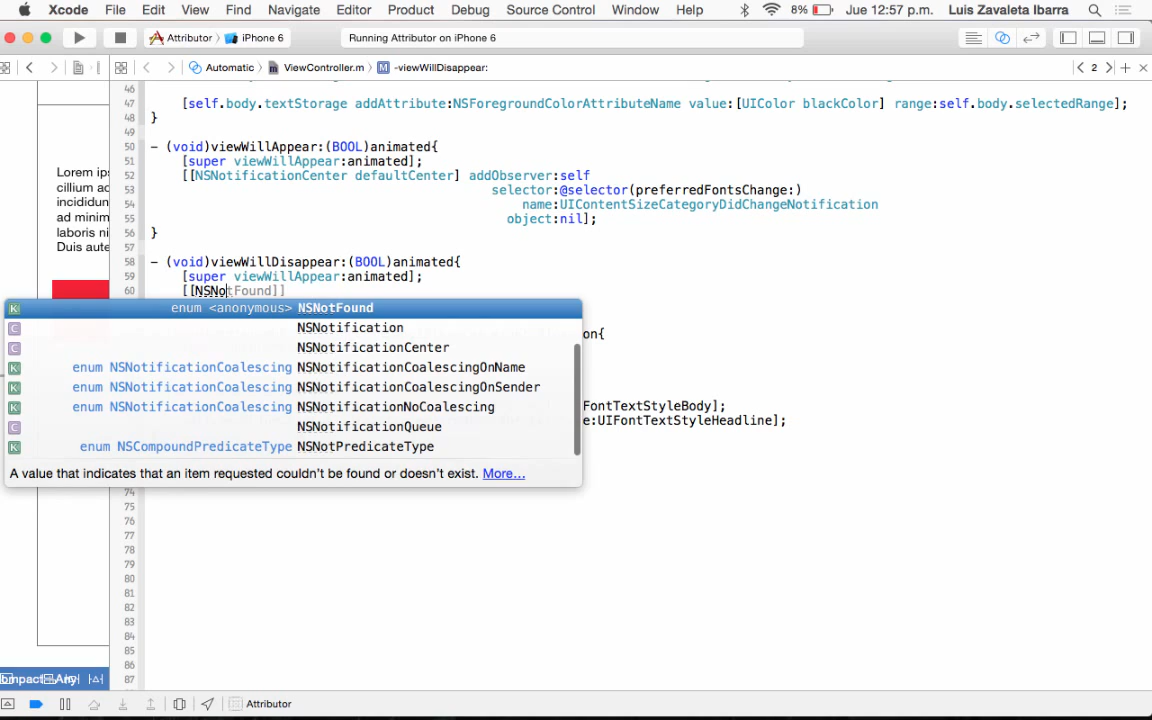 Xcode File Edit View Find Navigate Editor Product Debug Source Control Window Help 8% Jue 12:57 p.m. Luis Zavaleta Ibarra
Attributor iPhone 6 Running Attributor on iPhone 6
Automatic ViewController.m M -viewWillDisappear: 2
46
47 [self.body.textStorage addAttribute:NSForegroundColorAttributeName value:[UIColor blackColor] range:self.body.selectedRange];
48 }
49
50 - (void)viewWillAppear:(BOOL)animated{
51 [super viewWillAppear:animated];
52 [[NSNotificationCenter defaultCenter] addObserver:self
53 selector:@selector(preferredFontsChange:)
54 name:UIContentSizeCategoryDidChangeNotification
55 object:nil];
56 }
57
58 - (void)viewWillDisappear:(BOOL)animated{
59 [super viewWillAppear:animated];
60 [[NSNotFound]]
K enum <anonymous> NSNotFound
C NSNotification
on{
C NSNotificationCenter
K enum NSNotificationCoalescing NSNotificationCoalescingOnName
K enum NSNotificationCoalescing NSNotificationCoalescingOnSender
K enum NSNotificationCoalescing NSNotificationNoCoalescing
FontTextStyleBody];
e:UIFontTextStyleHeadline];
C NSNotificationQueue
K enum NSCompoundPredicateType NSNotPredicateType
A value that indicates that an item requested couldn't be found or doesn't exist. More...
74
75
76
77
78
79
80
81
82
83
84
85
86
87
Lorem ips
cillium ad
incididun
ad minim
laboris ni
Duis aute
Attributor